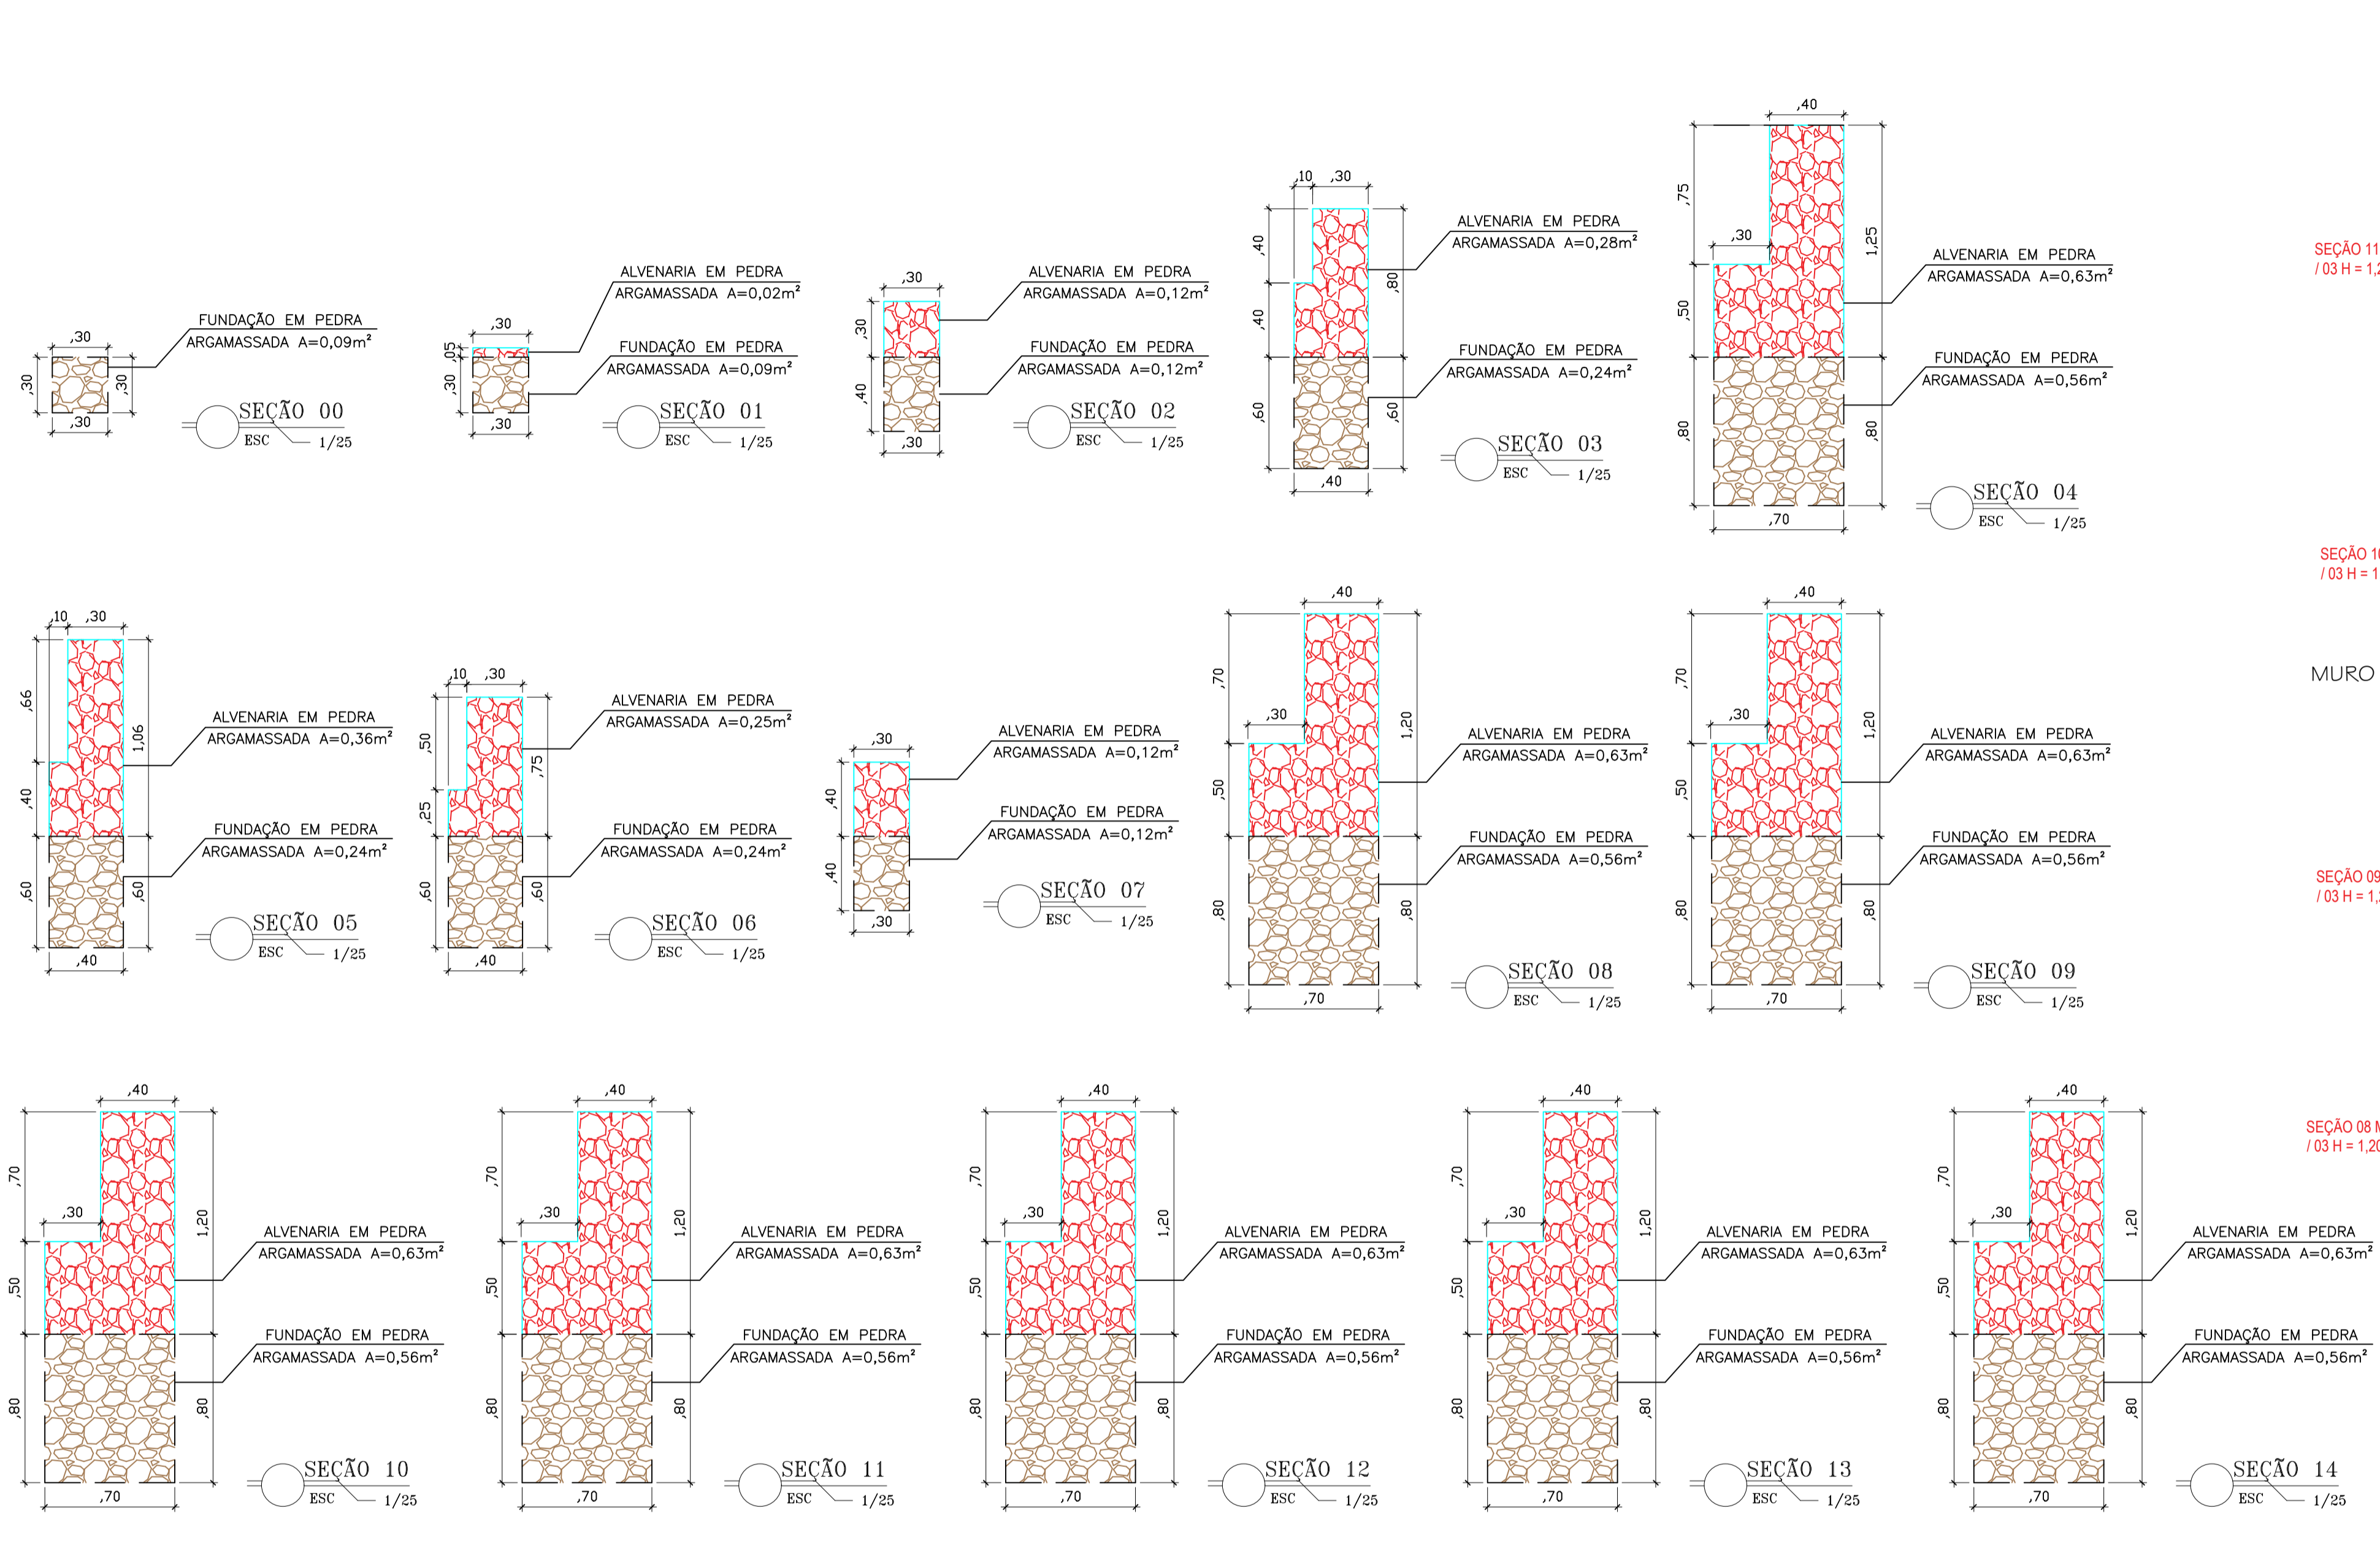 ,30
,30
,30
,30
FUNDAÇÃO EM PEDRA
ARGAMASSADA A=0,09m²
SEÇÃO 00
ESC 1/25
,30
,05
,30
,30
ALVENARIA EM PEDRA
ARGAMASSADA A=0,02m²
FUNDAÇÃO EM PEDRA
ARGAMASSADA A=0,09m²
SEÇÃO 01
ESC 1/25
,30
,30
,40
,30
ALVENARIA EM PEDRA
ARGAMASSADA A=0,12m²
FUNDAÇÃO EM PEDRA
ARGAMASSADA A=0,12m²
SEÇÃO 02
ESC 1/25
,10 ,30
,40
,40
,60
,80
,60
,40
ALVENARIA EM PEDRA
ARGAMASSADA A=0,28m²
FUNDAÇÃO EM PEDRA
ARGAMASSADA A=0,24m²
SEÇÃO 03
ESC 1/25
,40
,75
,30
,50
,80
1,25
,80
,70
ALVENARIA EM PEDRA
ARGAMASSADA A=0,63m²
FUNDAÇÃO EM PEDRA
ARGAMASSADA A=0,56m²
SEÇÃO 04
ESC 1/25
SEÇÃO 11
/ 03 H = 1,2
SEÇÃO 10
/ 03 H = 1
MURO
,10 ,30
,66
,40
,60
1,06
,60
,40
ALVENARIA EM PEDRA
ARGAMASSADA A=0,36m²
FUNDAÇÃO EM PEDRA
ARGAMASSADA A=0,24m²
SEÇÃO 05
ESC 1/25
,10 ,30
,50
,25
,60
,75
,60
,40
ALVENARIA EM PEDRA
ARGAMASSADA A=0,25m²
FUNDAÇÃO EM PEDRA
ARGAMASSADA A=0,24m²
SEÇÃO 06
ESC 1/25
,30
,40
,40
,30
ALVENARIA EM PEDRA
ARGAMASSADA A=0,12m²
FUNDAÇÃO EM PEDRA
ARGAMASSADA A=0,12m²
SEÇÃO 07
ESC 1/25
,40
,70
,30
,50
,80
1,20
,80
,70
ALVENARIA EM PEDRA
ARGAMASSADA A=0,63m²
FUNDAÇÃO EM PEDRA
ARGAMASSADA A=0,56m²
SEÇÃO 08
ESC 1/25
,40
,70
,30
,50
,80
1,20
,80
,70
ALVENARIA EM PEDRA
ARGAMASSADA A=0,63m²
FUNDAÇÃO EM PEDRA
ARGAMASSADA A=0,56m²
SEÇÃO 09
ESC 1/25
SEÇÃO 09
/ 03 H = 1,
,40
,70
,30
,50
,80
1,20
,80
,70
ALVENARIA EM PEDRA
ARGAMASSADA A=0,63m²
FUNDAÇÃO EM PEDRA
ARGAMASSADA A=0,56m²
SEÇÃO 10
ESC 1/25
,40
,70
,30
,50
,80
1,20
,80
,70
ALVENARIA EM PEDRA
ARGAMASSADA A=0,63m²
FUNDAÇÃO EM PEDRA
ARGAMASSADA A=0,56m²
SEÇÃO 11
ESC 1/25
,40
,70
,30
,50
,80
1,20
,80
,70
ALVENARIA EM PEDRA
ARGAMASSADA A=0,63m²
FUNDAÇÃO EM PEDRA
ARGAMASSADA A=0,56m²
SEÇÃO 12
ESC 1/25
,40
,70
,30
,50
,80
1,20
,80
,70
ALVENARIA EM PEDRA
ARGAMASSADA A=0,63m²
FUNDAÇÃO EM PEDRA
ARGAMASSADA A=0,56m²
SEÇÃO 13
ESC 1/25
,40
,70
,30
,50
,80
1,20
,80
,70
ALVENARIA EM PEDRA
ARGAMASSADA A=0,63m²
FUNDAÇÃO EM PEDRA
ARGAMASSADA A=0,56m²
SEÇÃO 14
ESC 1/25
SEÇÃO 08 M
/ 03 H = 1,20